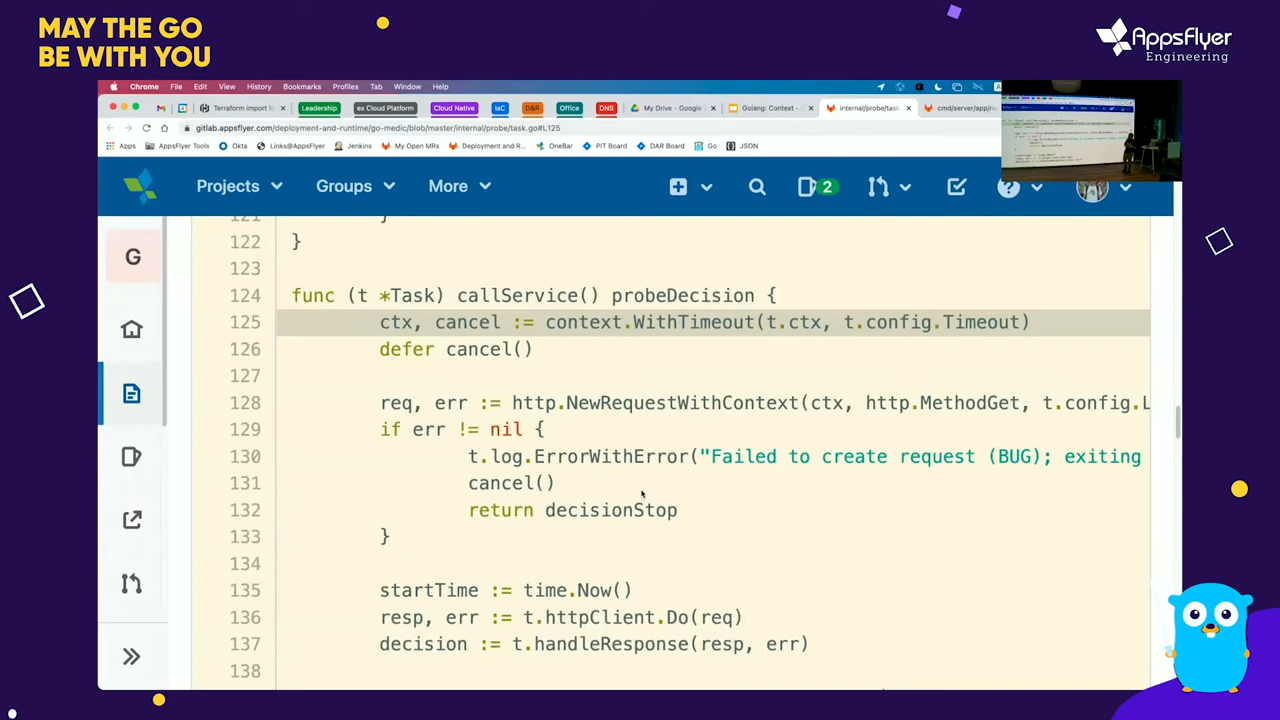 MAY THE GO
BE WITH YOU
AppsFlyer
Engineering
Chrome File Edit View History Bookmarks Profiles Tab Window Help
Terraform import fo Leadership ex Cloud Platform Cloud Native IaC D&R Office DNS My Drive - Google Golang: Context - internal/probe/task cmd/server/app/m
gitlab.appsflyer.com/deployment-and-runtime/go-medic/blob/master/internal/probe/task.go#L125
Apps AppsFlyer Tools Okta Links@AppsFlyer Jenkins My Open MRs Deployment and R OneBar PIT Board DAR Board Go JSON
Projects Groups More 2
G
121 }
122 }
123
124 func (t *Task) callService() probeDecision {
125 ctx, cancel := context.WithTimeout(t.ctx, t.config.Timeout)
126 defer cancel()
127
128 req, err := http.NewRequestWithContext(ctx, http.MethodGet, t.config.L
129 if err != nil {
130 t.log.ErrorWithError("Failed to create request (BUG); exiting
131 cancel()
132 return decisionStop
133 }
134
135 startTime := time.Now()
136 resp, err := t.httpClient.Do(req)
137 decision := t.handleResponse(resp, err)
138